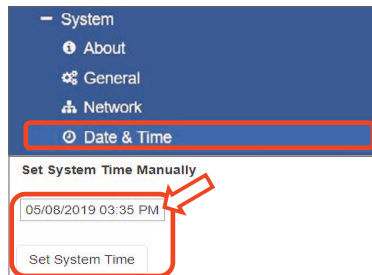 − System
About
General
Network
Date & Time
Set System Time Manually
05/08/2019 03:35 PM
Set System Time